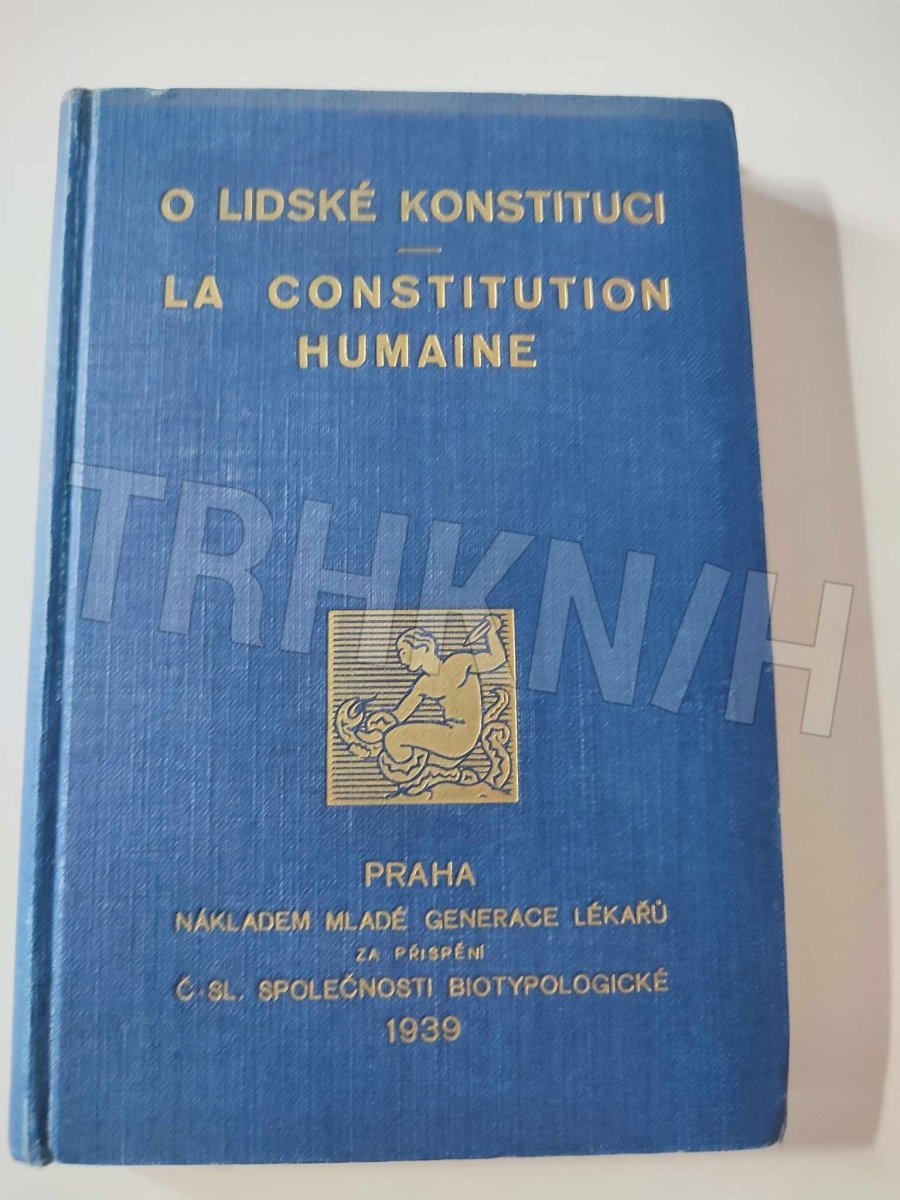 O LIDSKÉ KONSTITUCI
LA CONSTITUTION
HUMAINE
TRHKNIH
PRAHA
NÁKLADEM MLADÉ GENERACE LÉKAŘŮ
ZA PŘISPĚNÍ
Č-SL. SPOLEČNOSTI BIOTYPOLOGICKÉ
1939